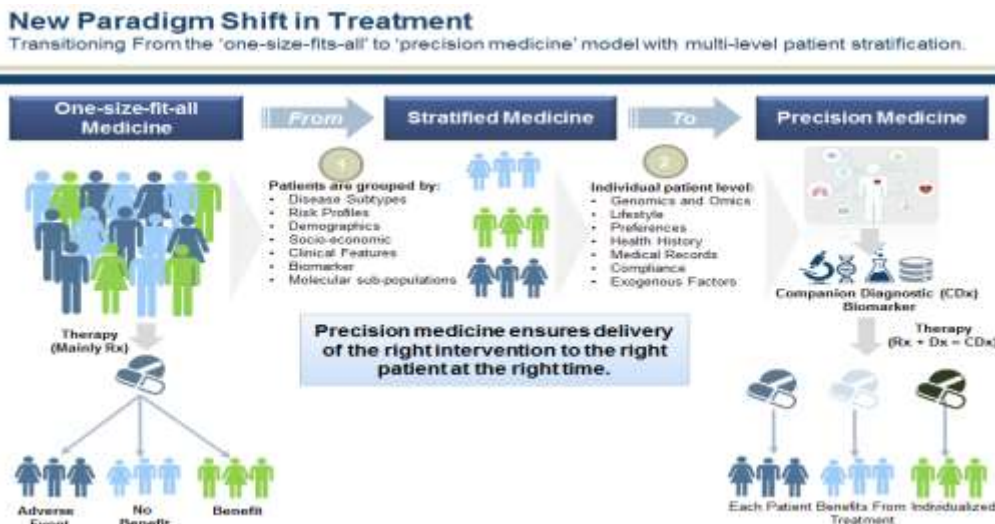 New Paradigm Shift in Treatment
Transitioning From the 'one-size-fits-all' to 'precision medicine' model with multi-level patient stratification.
One-size-fit-all
Medicine
From
Stratified Medicine
To
Precision Medicine
1
Patients are grouped by:
• Disease Subtypes
• Risk Profiles
• Demographics
• Socio-economic
• Clinical Features
• Biomarker
• Molecular sub-populations
2
Individual patient level:
• Genomics and Omics
• Lifestyle
• Preferences
• Health History
• Medical Records
• Compliance
• Exogenous Factors
Companion Diagnostic (CDx)
Biomarker
Therapy
(Mainly Rx)
Precision medicine ensures delivery
of the right intervention to the right
patient at the right time.
Therapy
(Rx + Dx = CDx)
Adverse
Event
No
Benefit
Benefit
Each Patient Benefits From Individualized
Treatment